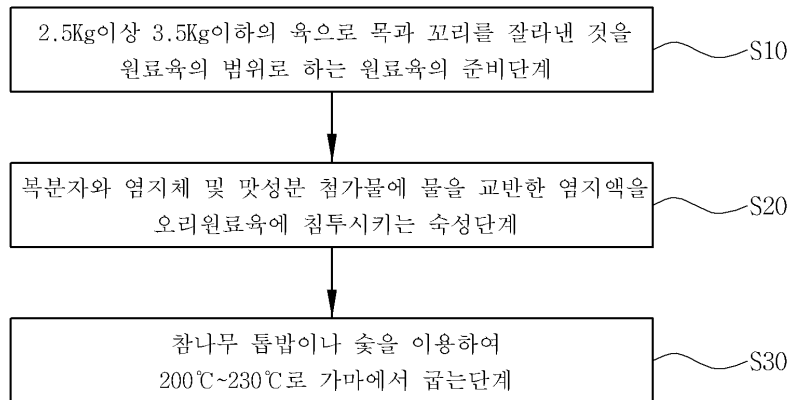 2.5Kg이상 3.5Kg이하의 육으로 목과 꼬리를 잘라낸 것을
원료육의 범위로 하는 원료육의 준비단계
S10
복분자와 염지체 및 맛성분 첨가물에 물을 교반한 염지액을
오리원료육에 침투시키는 숙성단계
S20
참나무 톱밥이나 숯을 이용하여
200℃~230℃로 가마에서 굽는단계
S30